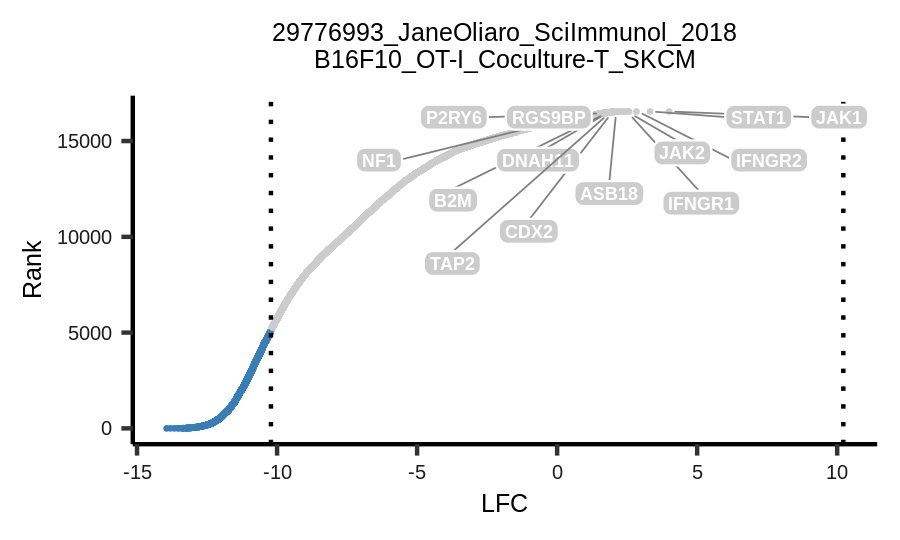 29776993_JaneOliaro_SciImmunol_2018
B16F10_OT-I_Coculture-T_SKCM
Rank
15000
10000
5000
0
P2RY6
RGS9BP
STAT1
JAK1
NF1
DNAH11
JAK2
IFNGR2
B2M
ASB18
IFNGR1
CDX2
TAP2
-15
-10
-5
0
5
10
LFC